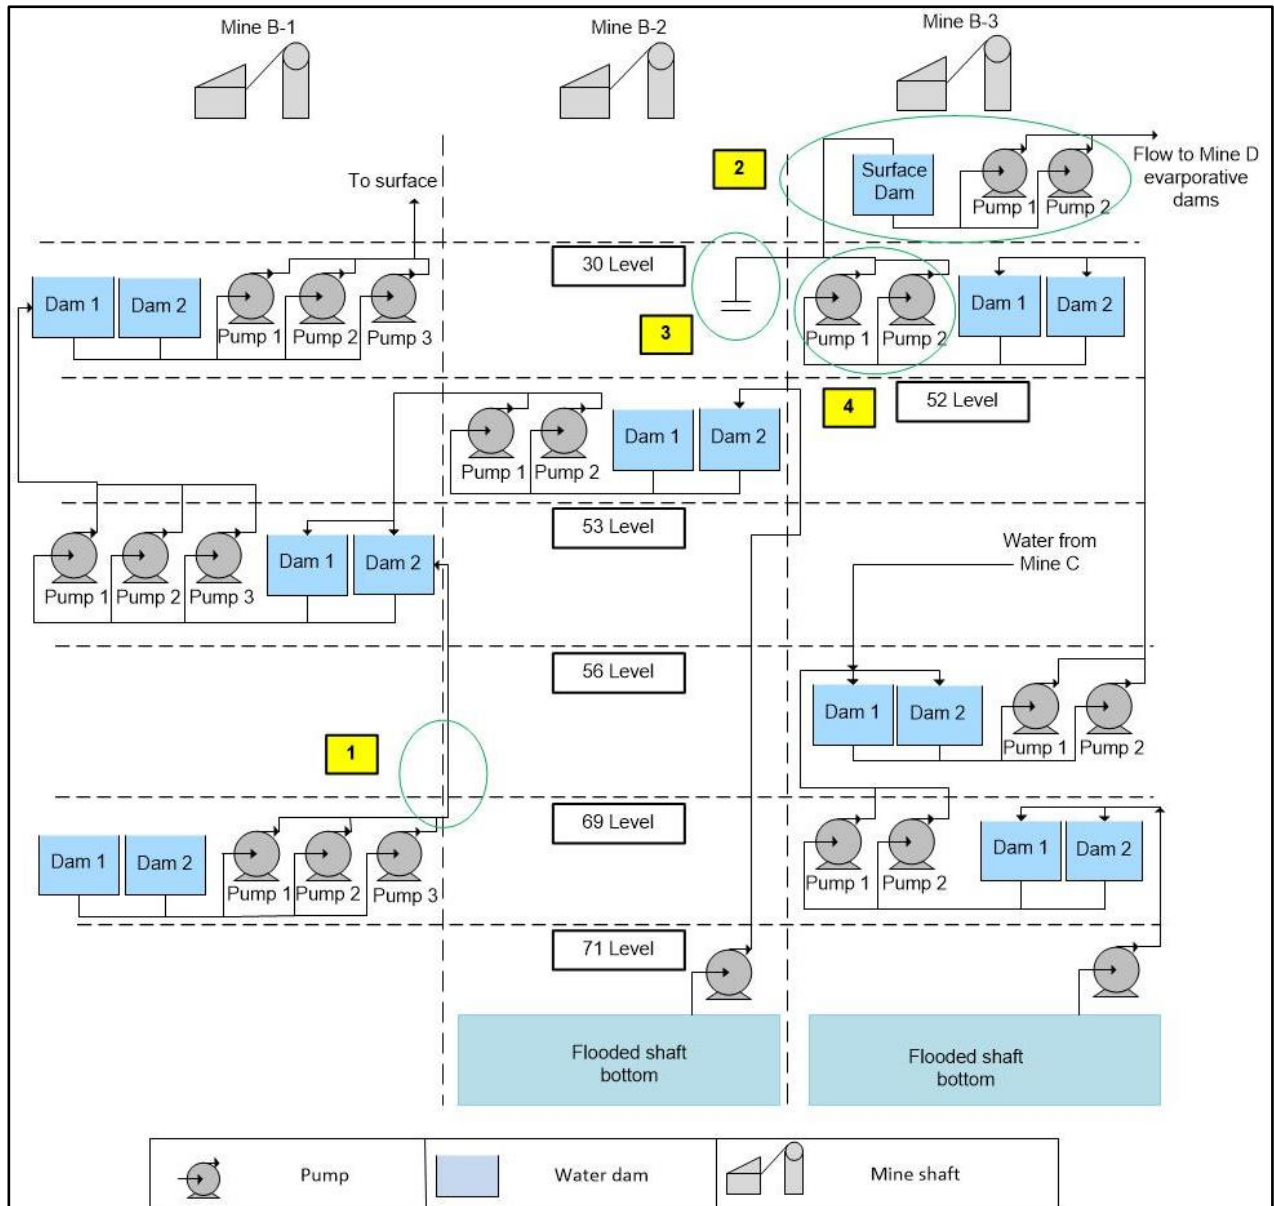 Mine B-1
Mine B-2
Mine B-3
2
Surface
Dam
Pump 1
Pump 2
Flow to Mine D
evarporative
dams
To surface
30 Level
Dam 1
Dam 2
Pump 1
Pump 2
Pump 3
3
Pump 1
Pump 2
Dam 1
Dam 2
4
52 Level
Pump 1
Pump 2
Dam 1
Dam 2
53 Level
Pump 1
Pump 2
Pump 3
Dam 1
Dam 2
Water from
Mine C
56 Level
Dam 1
Dam 2
Pump 1
Pump 2
1
69 Level
Dam 1
Dam 2
Pump 1
Pump 2
Pump 3
Pump 1
Pump 2
Dam 1
Dam 2
71 Level
Flooded shaft
bottom
Flooded shaft
bottom
Pump
Water dam
Mine shaft